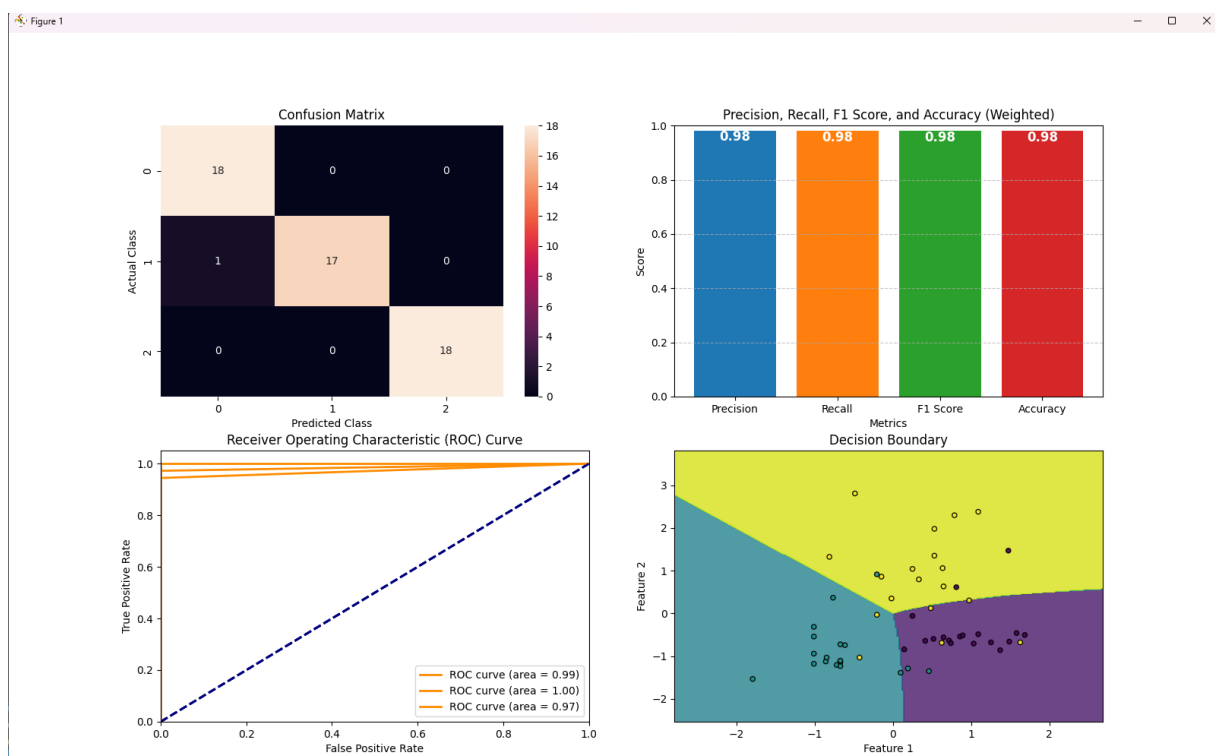 Figure 1
Confusion Matrix
18
0
0
1
17
0
0
0
18
0
1
2
Actual Class
0
1
2
Predicted Class
18
16
14
12
10
8
6
4
2
0
Precision, Recall, F1 Score, and Accuracy (Weighted)
1.0
0.8
0.6
0.4
0.2
0.0
Score
0.98
0.98
0.98
0.98
Precision
Recall
F1 Score
Accuracy
Metrics
Receiver Operating Characteristic (ROC) Curve
1.0
0.8
0.6
0.4
0.2
0.0
True Positive Rate
ROC curve (area = 0.99)
ROC curve (area = 1.00)
ROC curve (area = 0.97)
0.0
0.2
0.4
0.6
0.8
1.0
False Positive Rate
Decision Boundary
3
2
1
0
−1
−2
Feature 2
−2
−1
0
1
2
Feature 1